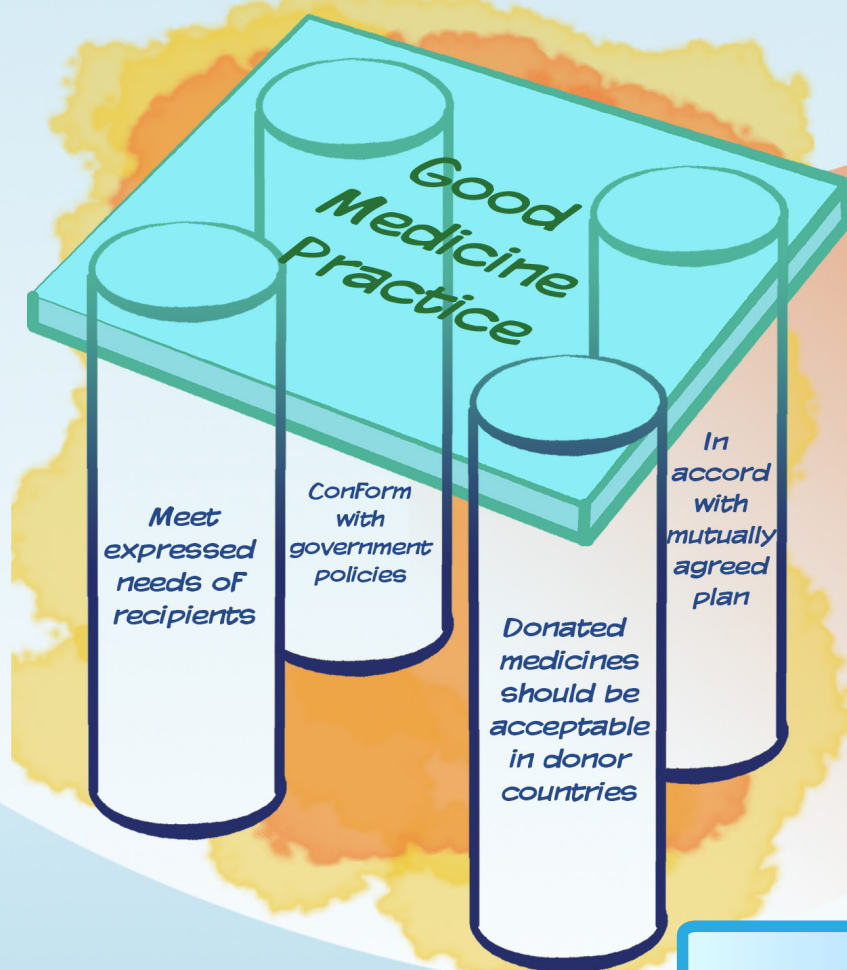 Good
Medicine
Practice
Meet
expressed
needs of
recipients
Conform
with
government
policies
Donated
medicines
should be
acceptable
in donor
countries
In
accord
with
mutually
agreed
plan